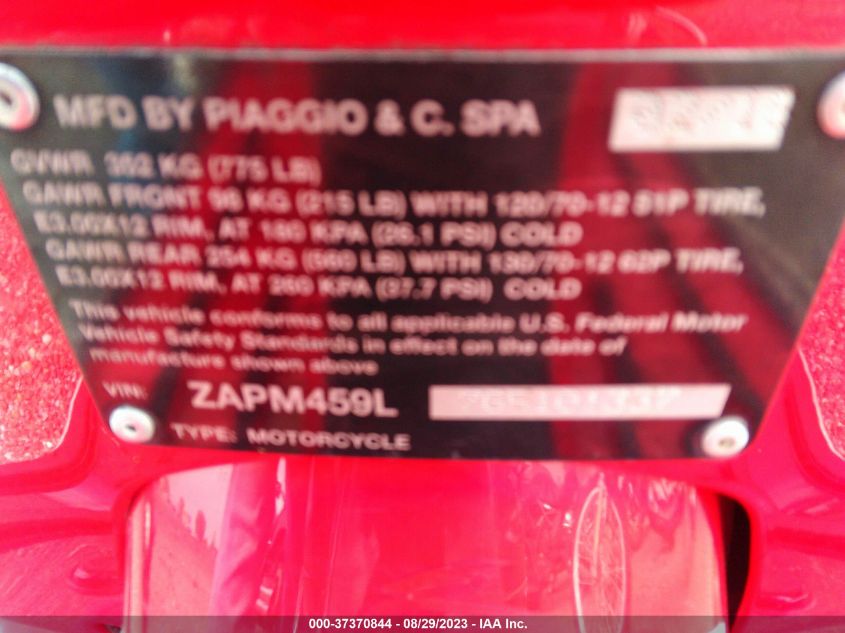 MFD BY PIAGGIO & C. SPA
GVWR 352 KG (775 LB)
GAWR FRONT 98 KG (215 LB) WITH 120/70-12 51P TIRE,
E3.00X12 RIM, AT 180 KPA (26.1 PSI) COLD
GAWR REAR 254 KG (560 LB) WITH 130/70-12 62P TIRE,
E3.00X12 RIM, AT 260 KPA (37.7 PSI) COLD
This vehicle conforms to all applicable U.S. Federal Motor
Vehicle Safety Standards in effect on the date of
manufacture shown above
VIN: ZAPM459L
TYPE: MOTORCYCLE
000-37370844 - 08/29/2023 - IAA Inc.